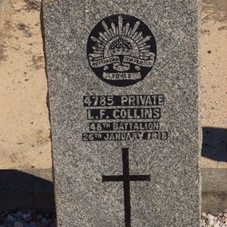 4785 PRIVATE
L. F. COLLINS
48TH BATTALION
26TH JANUARY 1918